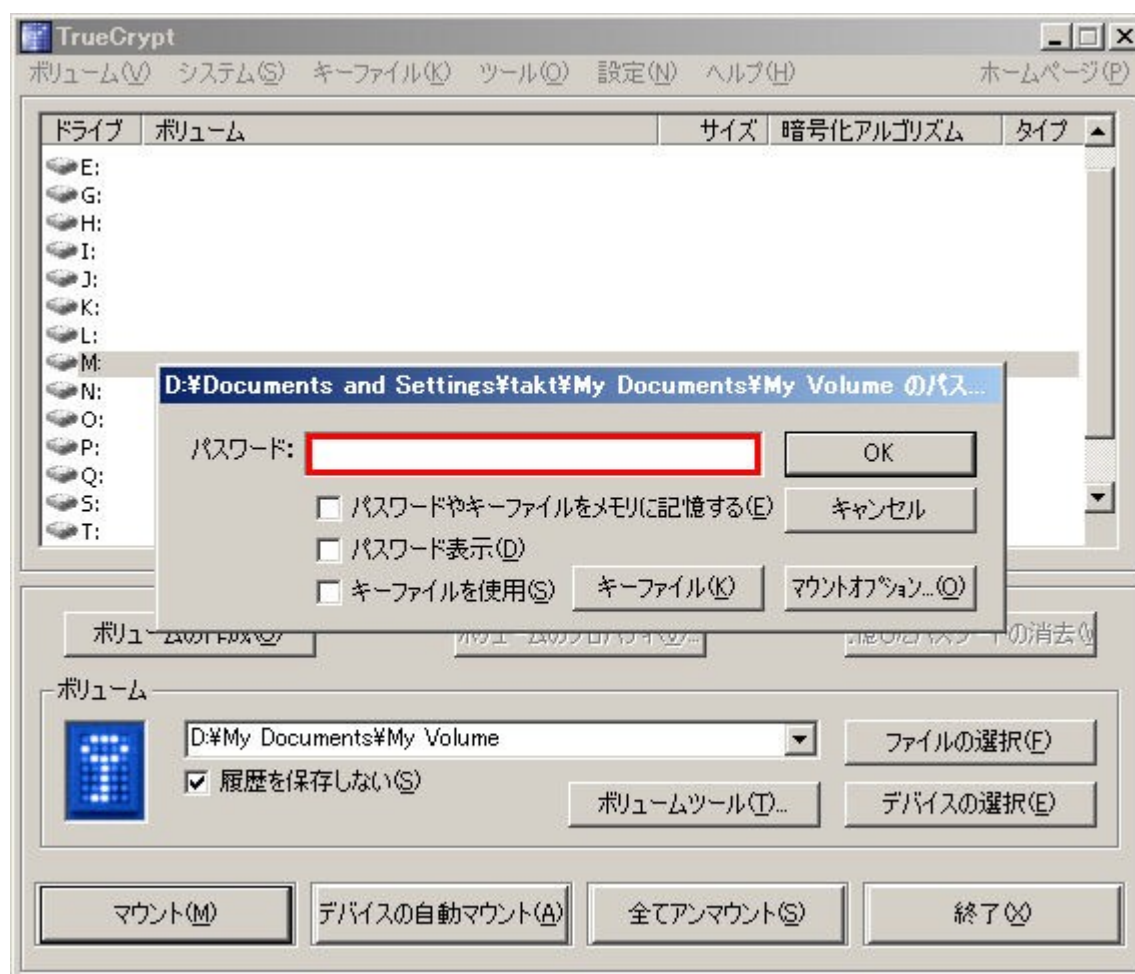 TrueCrypt
ボリューム(V) システム(S) キーファイル(K) ツール(O) 設定(N) ヘルプ(H) ホームページ(P)
ドライブ ボリューム サイズ 暗号化アルゴリズム タイプ
E:
G:
H:
I:
J:
K:
L:
M:
N:
O:
P:
Q:
S:
T:
D:¥Documents and Settings¥takt¥My Documents¥My Volume のパス...
パスワード:
OK
パスワードやキーファイルをメモリに記憶する(E)
キャンセル
パスワード表示(D)
キーファイルを使用(S) キーファイル(K) マウントオプション...(O)
ボリューム
D:¥My Documents¥My Volume
ファイルの選択(F)
履歴を保存しない(S)
ボリュームツール(T)... デバイスの選択(E)
マウント(M) デバイスの自動マウント(A) 全てアンマウント(S) 終了(X)